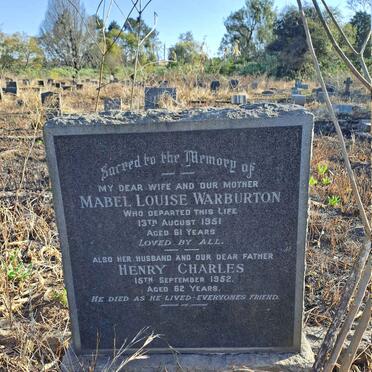 Sacred to the Memory of
MY DEAR WIFE AND OUR MOTHER
MABEL LOUISE WARBURTON
WHO DEPARTED THIS LIFE
13TH AUGUST 1951
AGED 61 YEARS
LOVED BY ALL.
ALSO HER HUSBAND AND OUR DEAR FATHER
HENRY CHARLES
15TH SEPTEMBER 1952.
AGED 62 YEARS.
HE DIED AS HE LIVED-EVERYONES FRIEND.